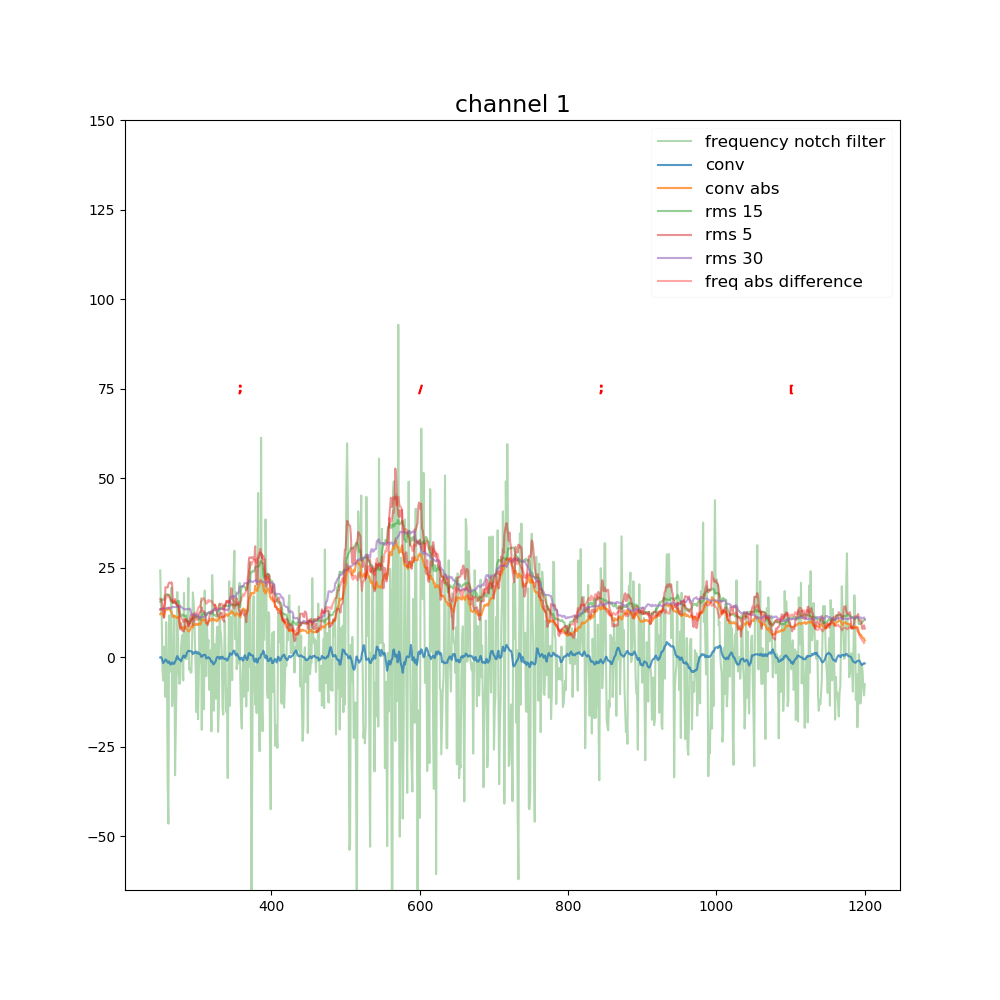 channel 1
150
frequency notch filter
conv
conv abs
rms 15
rms 5
rms 30
freq abs difference
125
100
75
; / ; [
50
25
0
−25
−50
400 600 800 1000 1200